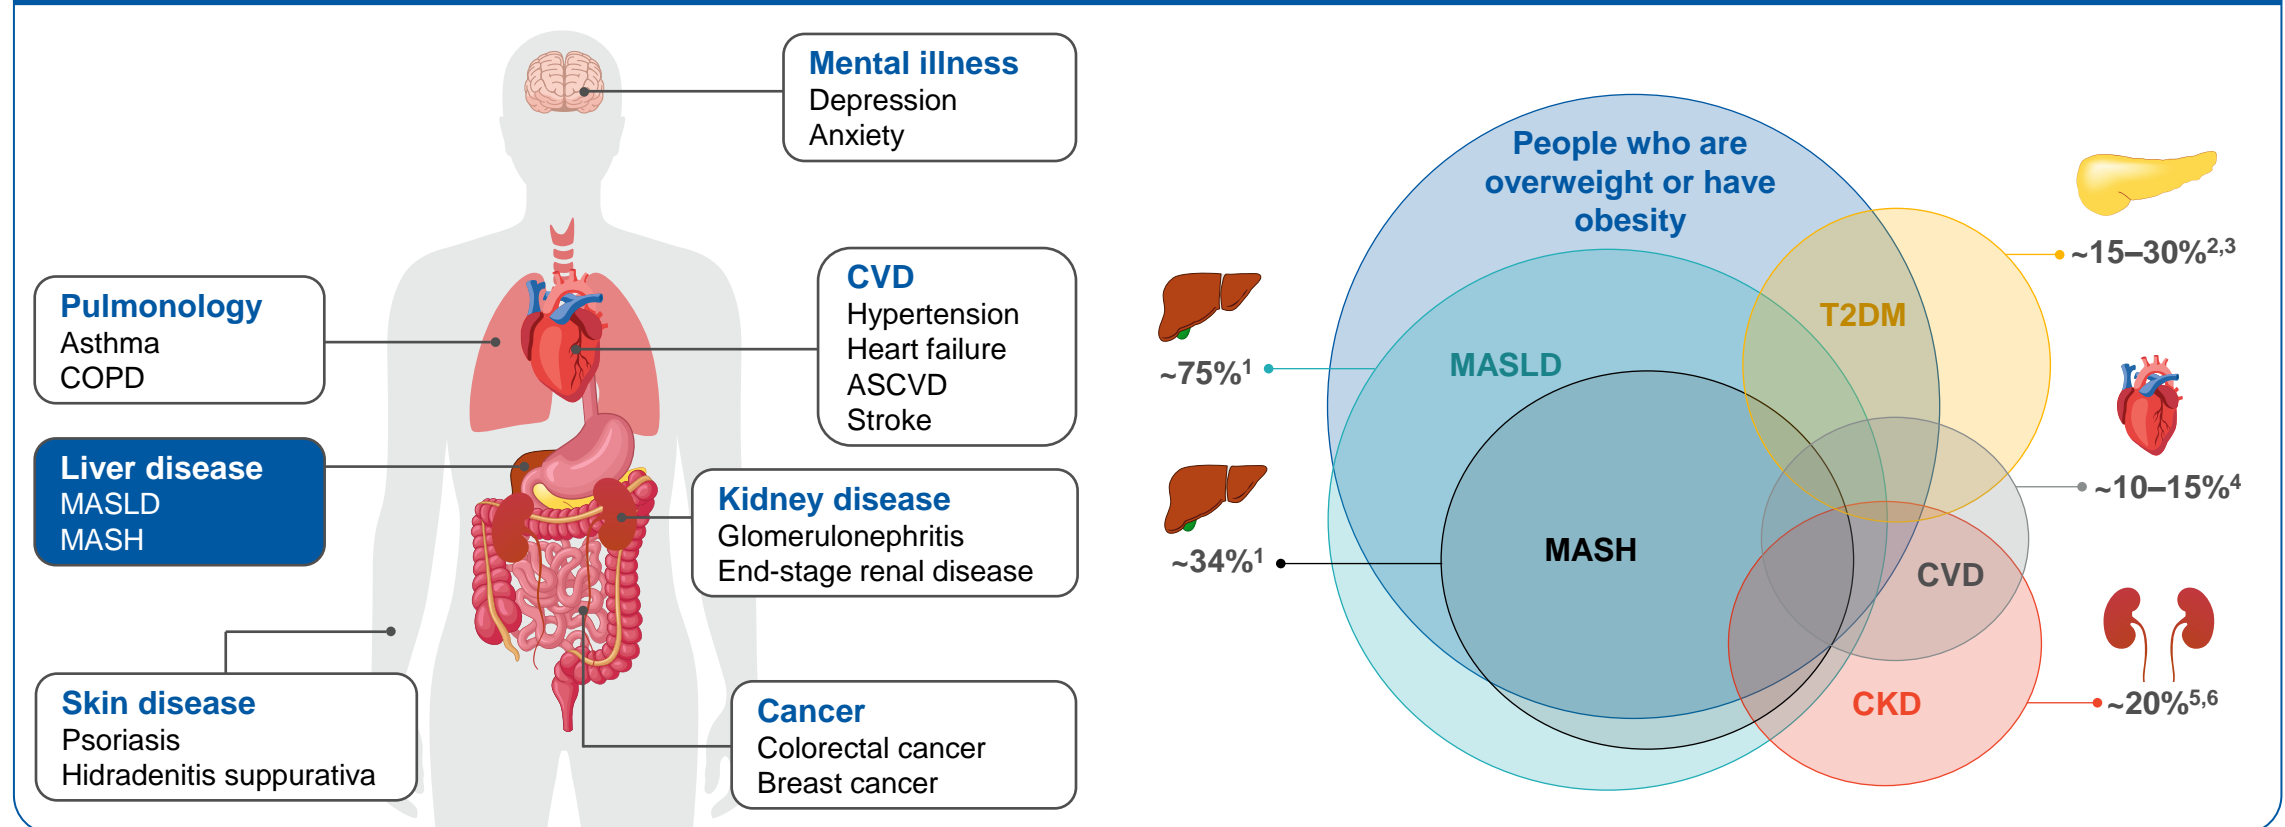 Mental illness
Depression
Anxiety
Pulmonology
Asthma
COPD
CVD
Hypertension
Heart failure
ASCVD
Stroke
Liver disease
MASLD
MASH
Kidney disease
Glomerulonephritis
End-stage renal disease
Skin disease
Psoriasis
Hidradenitis suppurativa
Cancer
Colorectal cancer
Breast cancer
People who are
overweight or have
obesity
~15–30%2,3
T2DM
MASLD
~75%1
~10–15%4
MASH
~34%1
CVD
CKD
~20%5,6